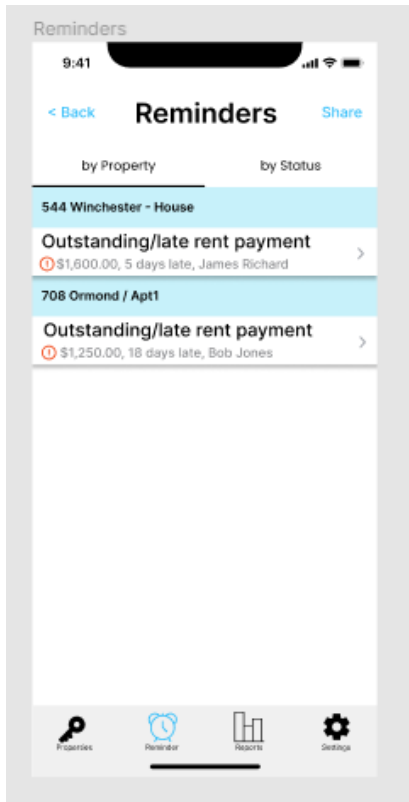 Reminders
9:41
< Back Reminders Share
by Property by Status
544 Winchester - House
Outstanding/late rent payment
$1,600.00, 5 days late, James Richard
708 Ormond / Apt1
Outstanding/late rent payment
$1,250.00, 18 days late, Bob Jones
Properties Reminder Reports Settings